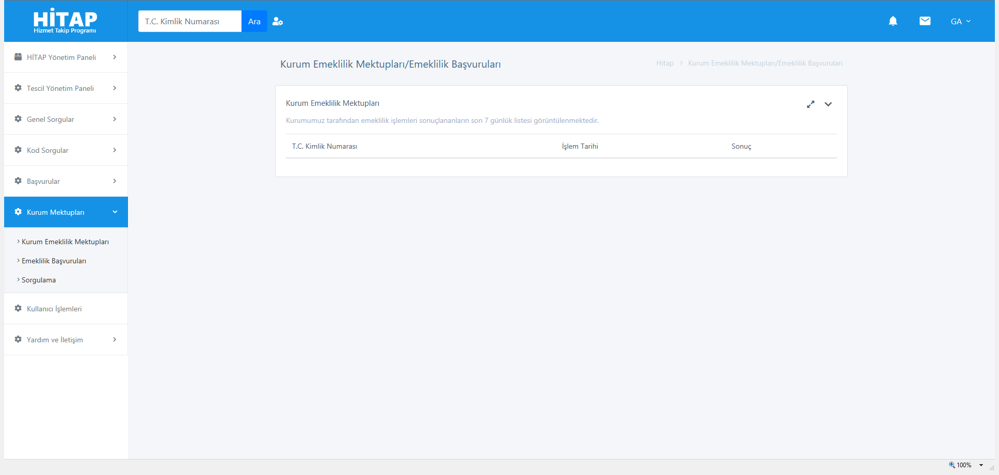 HİTAP
Hizmet Takip Programı
T.C. Kimlik Numarası Ara
GA
HİTAP Yönetim Paneli
Tescil Yönetim Paneli
Genel Sorgular
Kod Sorgular
Başvurular
Kurum Mektupları
Kurum Emeklilik Mektupları
Emeklilik Başvuruları
Sorgulama
Kullanıcı İşlemleri
Yardım ve İletişim
Kurum Emeklilik Mektupları/Emeklilik Başvuruları
Hitap > Kurum Emeklilik Mektupları/Emeklilik Başvuruları
Kurum Emeklilik Mektupları
Kurumumuz tarafından emeklilik işlemleri sonuçlananların son 7 günlük listesi görüntülenmektedir.
T.C. Kimlik Numarası İşlem Tarihi Sonuç
100%